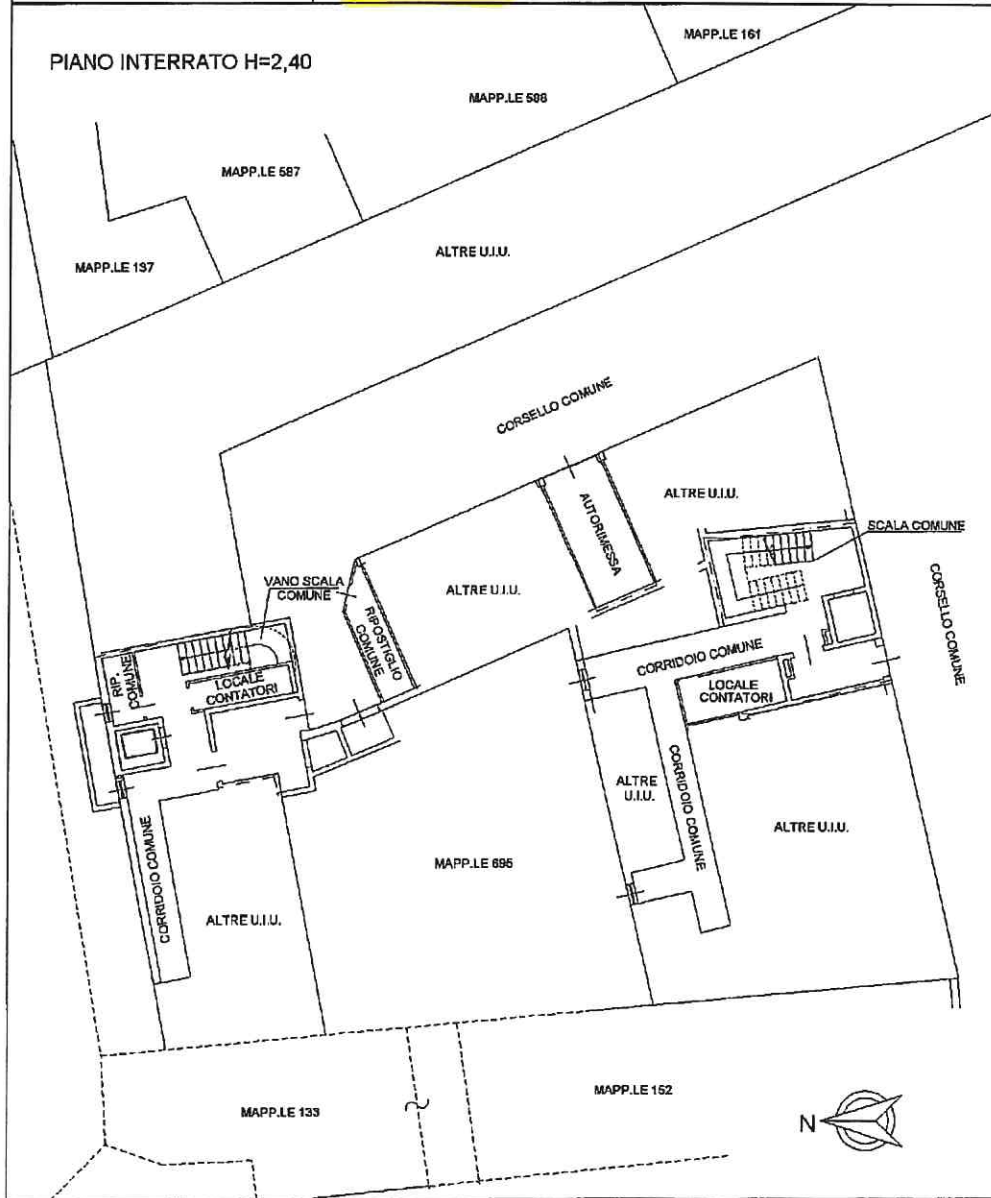 PIANO INTERRATO H=2,40
MAPP.LE 161
MAPP.LE 586
MAPP.LE 587
MAPP.LE 137
ALTRE U.I.U.
CORSELLO COMUNE
AUTORIMESSA
ALTRE U.I.U.
SCALA COMUNE
CORSELLO COMUNE
VANO SCALA
COMUNE
ALTRE U.I.U.
RIPOSTIGLIO
COMUNE
RIP.
COMUNE
LOCALE
CONTATORI
CORRIDOIO COMUNE
LOCALE
CONTATORI
ALTRE
U.I.U.
CORRIDOIO COMUNE
ALTRE U.I.U.
CORRIDOIO COMUNE
MAPP.LE 695
ALTRE U.I.U.
MAPP.LE 133
MAPP.LE 152
N